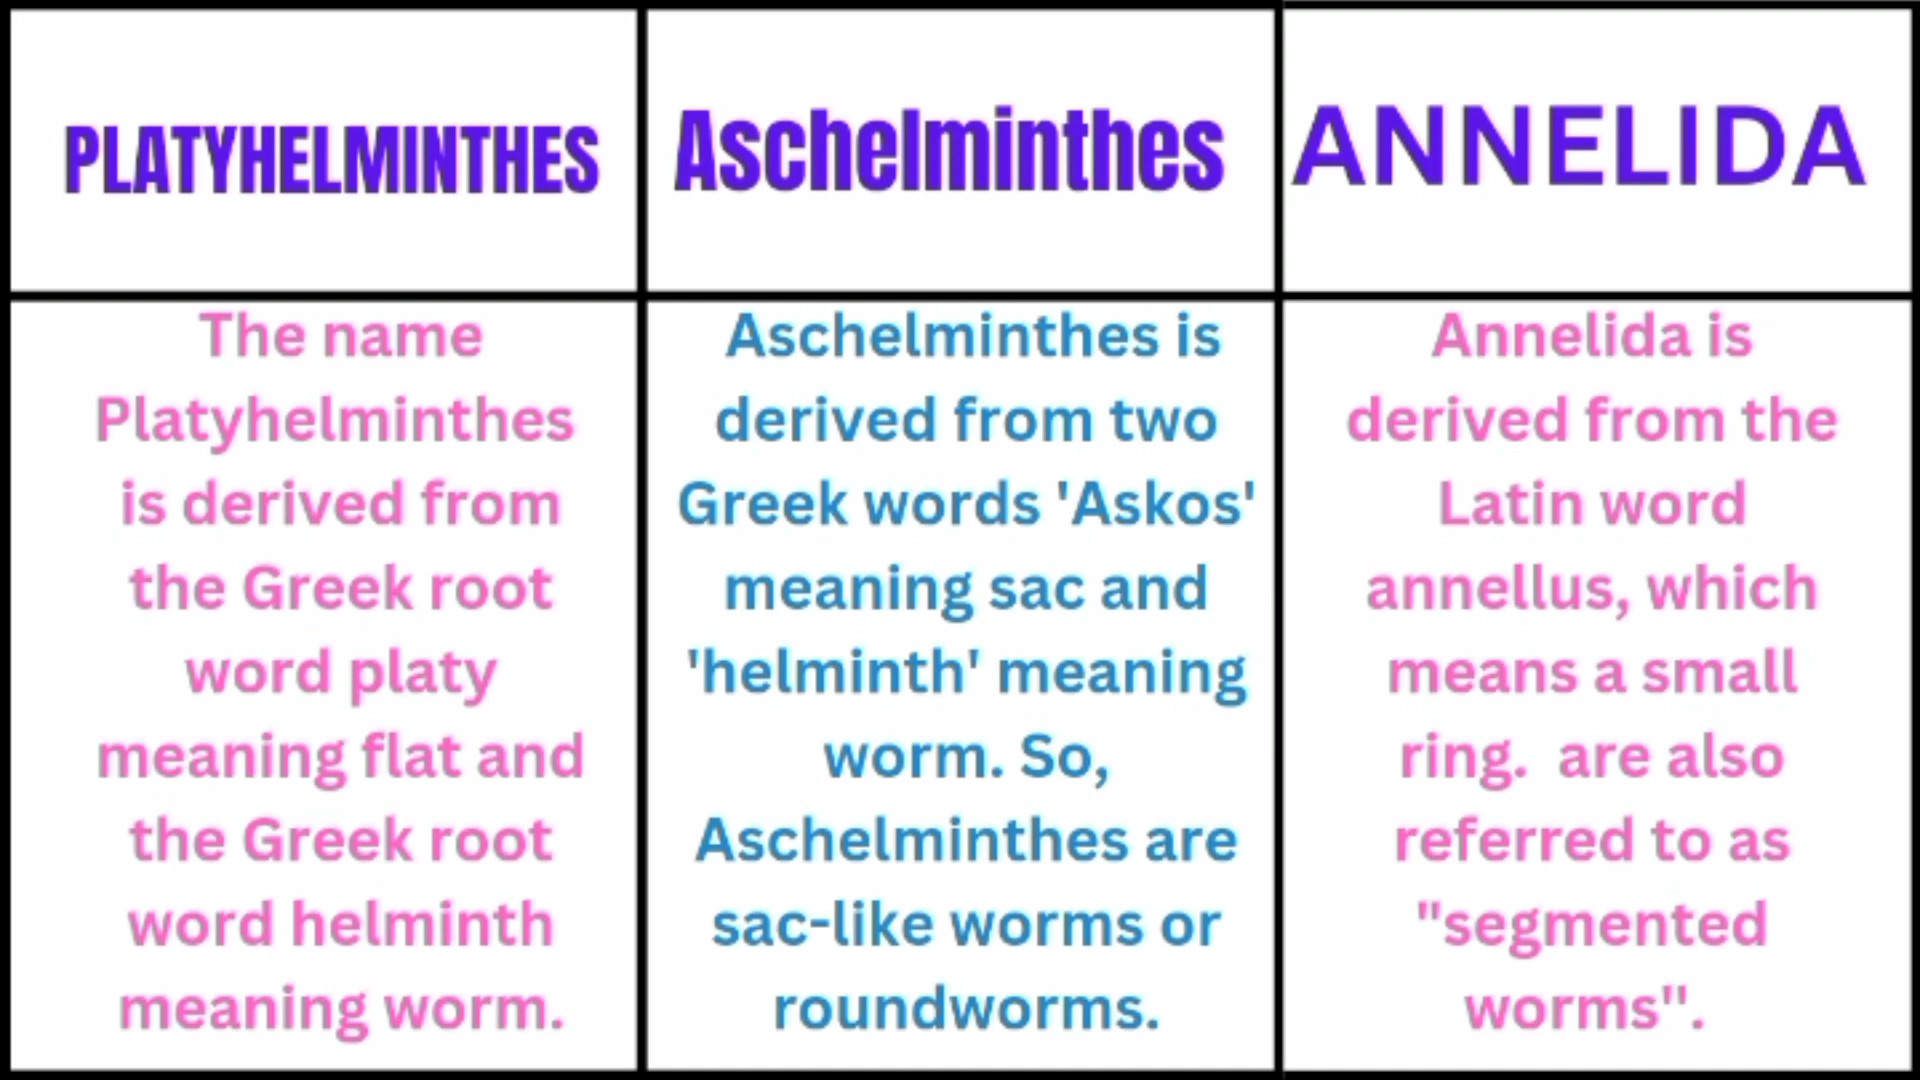 PLATYHELMINTHES
Aschelminthes
ANNELIDA
The name
Platyhelminthes
is derived from
the Greek root
word platy
meaning flat and
the Greek root
word helminth
meaning worm.
Aschelminthes is
derived from two
Greek words 'Askos'
meaning sac and
'helminth' meaning
worm. So,
Aschelminthes are
sac-like worms or
roundworms.
Annelida is
derived from the
Latin word
annellus, which
means a small
ring.  are also
referred to as
"segmented
worms".